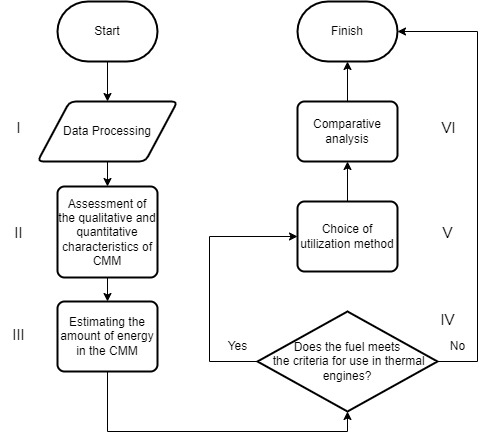 Start
I
Data Processing
II
Assessment of
the qualitative and
quantitative
characteristics of
CMM
III
Estimating the
amount of energy
in the CMM
IV
Does the fuel meets
the criteria for use in thermal
engines?
Yes
No
V
Choice of
utilization method
VI
Comparative
analysis
Finish